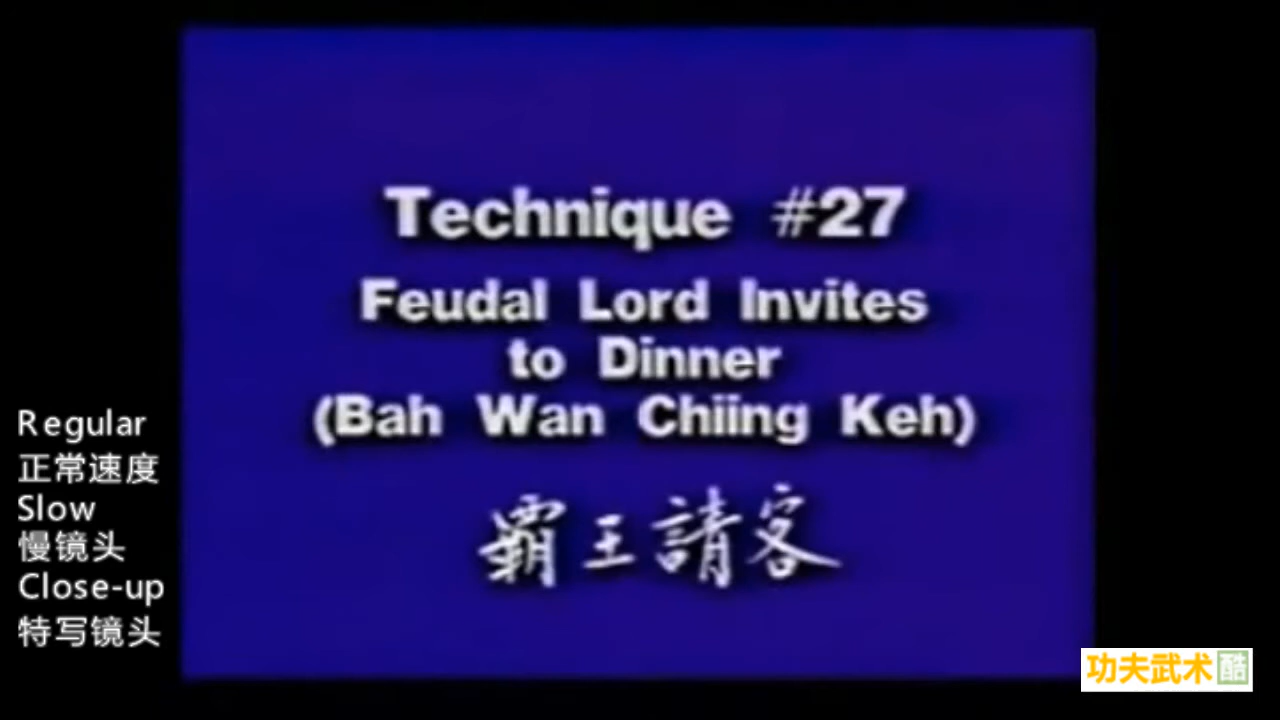 Technique #27
Feudal Lord Invites
to Dinner
(Bah Wan Chiing Keh)
霸王請客
Regular
正常速度
Slow
慢镜头
Close-up
特写镜头
功夫武术酷